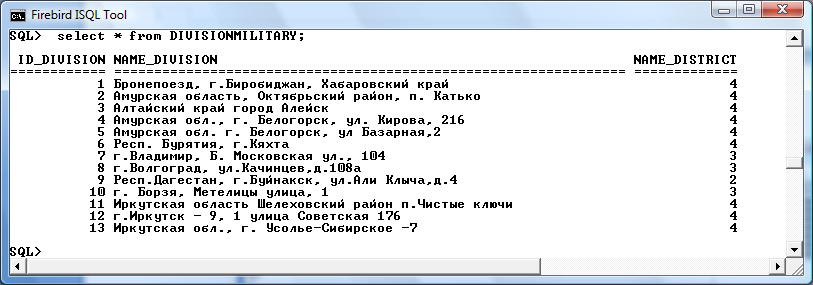 Firebird ISQL Tool
SQL>  select * from DIVISIONMILITARY;
ID_DIVISION NAME_DIVISION NAME_DISTRICT
============ =============================================================================== ==============
1 Бронепоезд, г.Биробиджан, Хабаровский край 4
2 Амурская область, Октябрьский район, п. Катько 4
3 Алтайский край город Алейск 4
4 Амурская обл., г. Белогорск, ул. Кирова, 216 4
5 Амурская обл. г. Белогорск, ул Базарная,2 4
6 Респ. Бурятия, г.Кяхта 4
7 г.Владимир, Б. Московская ул., 104 3
8 г.Волгоград, ул.Качинцев,д.108а 3
9 Респ.Дагестан, г.Буйнакск, ул.Али Клыча,д.4 2
10 г. Борзя, Метелицы улица, 1 3
11 Иркутская область Шелеховский район п.Чистые ключи 4
12 г.Иркутск - 9, 1 улица Советская 176 4
13 Иркутская обл., г. Усолье-Сибирское -7 4
SQL>